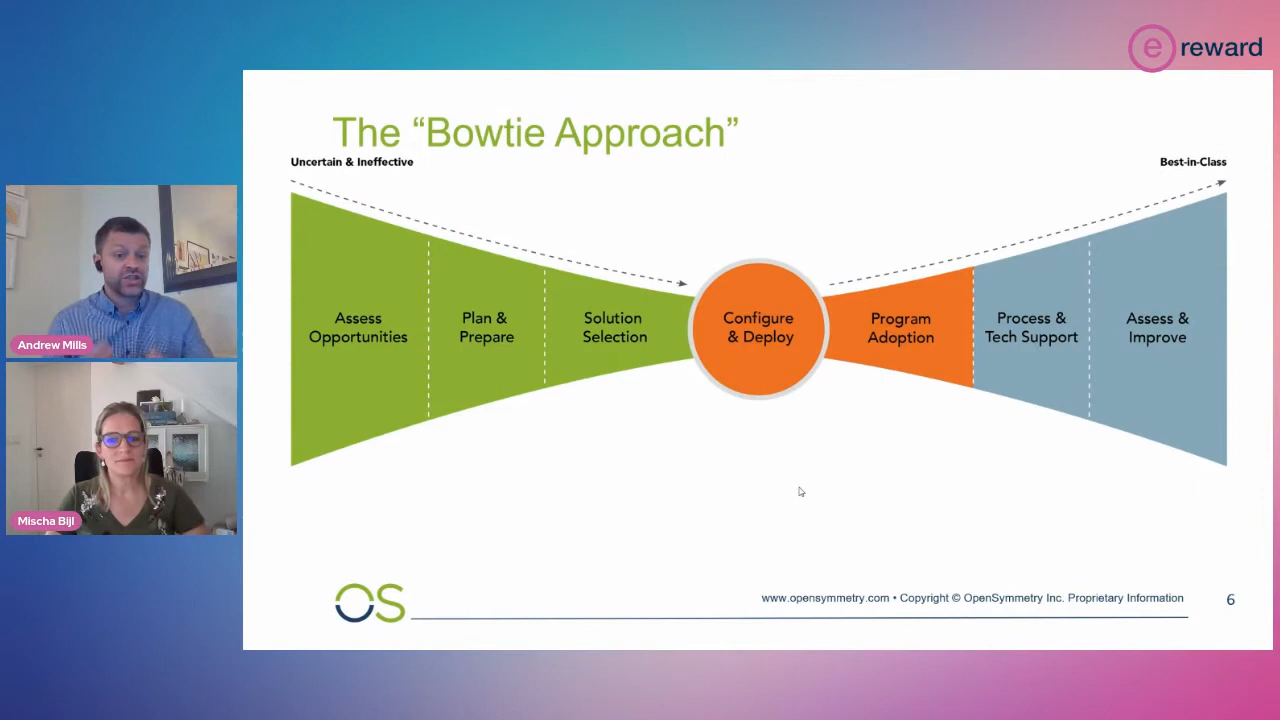 e reward
The “Bowtie Approach”
Uncertain & Ineffective
Best-in-Class
Assess
Opportunities
Plan &
Prepare
Solution
Selection
Configure
& Deploy
Program
Adoption
Process &
Tech Support
Assess &
Improve
Andrew Mills
Mischa Bijl
OS
www.opensymmetry.com • Copyright © OpenSymmetry Inc. Proprietary Information
6